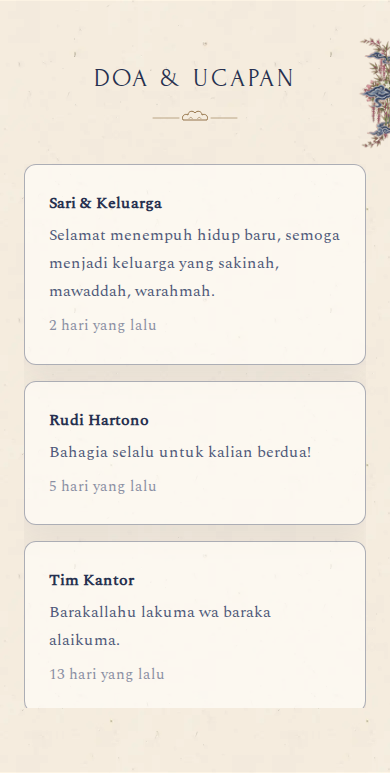 DOA & UCAPAN
Sari & Keluarga
Selamat menempuh hidup baru, semoga
menjadi keluarga yang sakinah,
mawaddah, warahmah.
2 hari yang lalu
Rudi Hartono
Bahagia selalu untuk kalian berdua!
5 hari yang lalu
Tim Kantor
Barakallahu lakuma wa baraka
alaikuma.
13 hari yang lalu